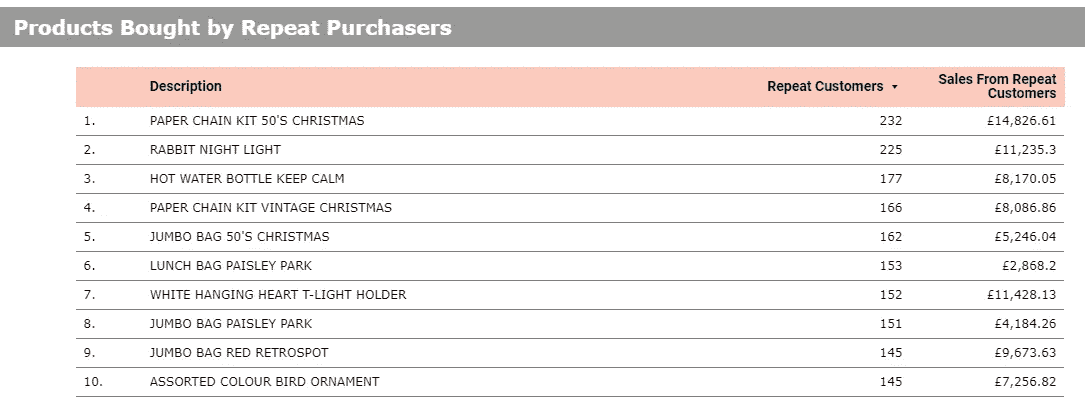 Products Bought by Repeat Purchasers
Description Repeat Customers Sales From Repeat Customers
1. PAPER CHAIN KIT 50'S CHRISTMAS 232 £14,826.61
2. RABBIT NIGHT LIGHT 225 £11,235.3
3. HOT WATER BOTTLE KEEP CALM 177 £8,170.05
4. PAPER CHAIN KIT VINTAGE CHRISTMAS 166 £8,086.86
5. JUMBO BAG 50'S CHRISTMAS 162 £5,246.04
6. LUNCH BAG PAISLEY PARK 153 £2,868.2
7. WHITE HANGING HEART T-LIGHT HOLDER 152 £11,428.13
8. JUMBO BAG PAISLEY PARK 151 £4,184.26
9. JUMBO BAG RED RETROSPOT 145 £9,673.63
10. ASSORTED COLOUR BIRD ORNAMENT 145 £7,256.82